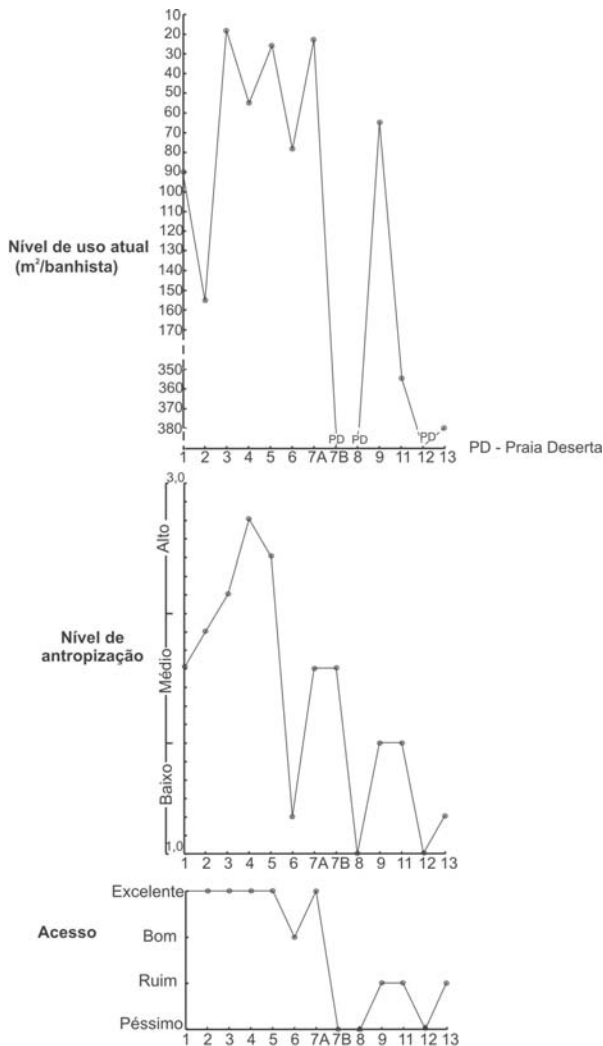 10
20
30
40
50
60
70
80
90
100
110
120
130
140
150
160
170
350
360
370
380
Nível de uso atual
(m²/banhista)
PD PD "PD"
1 2 3 4 5 6 7A 7B 8 9 11 12 13
PD - Praia Deserta
3,0
Alto
Médio
Baixo
1,0
Nível de
antropização
1 2 3 4 5 6 7A 7B 8 9 11 12 13
Excelente
Acesso
Bom
Ruim
Péssimo
1 2 3 4 5 6 7A 7B 8 9 11 12 13